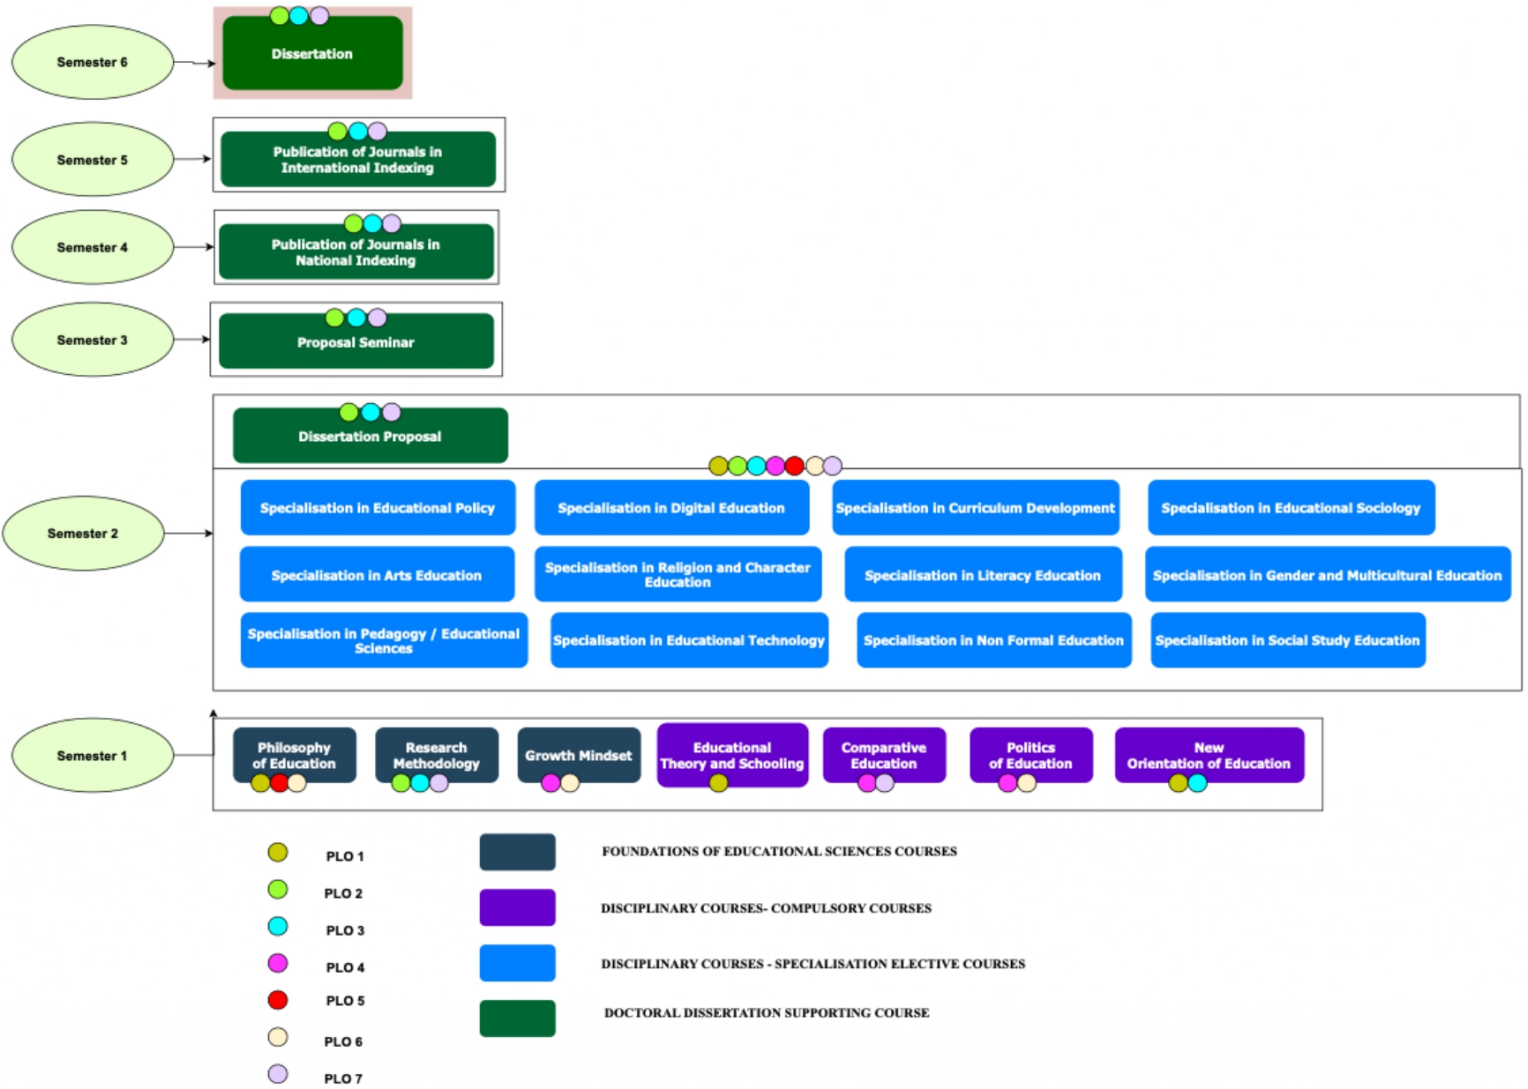 Semester 6
Dissertation
Semester 5
Publication of Journals in
International Indexing
Semester 4
Publication of Journals in
National Indexing
Semester 3
Proposal Seminar
Dissertation Proposal
Semester 2
Specialisation in Educational Policy
Specialisation in Digital Education
Specialisation in Curriculum Development
Specialisation in Educational Sociology
Specialisation in Arts Education
Specialisation in Religion and Character
Education
Specialisation in Literacy Education
Specialisation in Gender and Multicultural Education
Specialisation in Pedagogy / Educational
Sciences
Specialisation in Educational Technology
Specialisation in Non Formal Education
Specialisation in Social Study Education
Semester 1
Philosophy
of Education
Research
Methodology
Growth Mindset
Educational
Theory and Schooling
Comparative
Education
Politics
of Education
New
Orientation of Education
PLO 1
PLO 2
PLO 3
PLO 4
PLO 5
PLO 6
PLO 7
FOUNDATIONS OF EDUCATIONAL SCIENCES COURSES
DISCIPLINARY COURSES- COMPULSORY COURSES
DISCIPLINARY COURSES - SPECIALISATION ELECTIVE COURSES
DOCTORAL DISSERTATION SUPPORTING COURSE